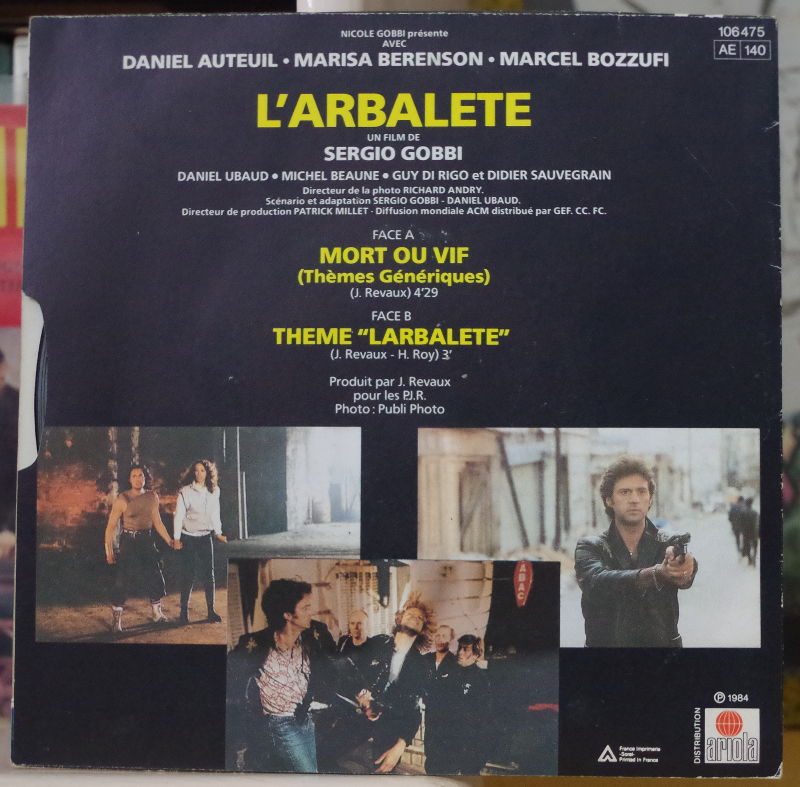 NICOLE GOBBI présente
AVEC
DANIEL AUTEUIL • MARISA BERENSON • MARCEL BOZZUFI
106475
AE 140
L'ARBALETE
UN FILM DE
SERGIO GOBBI
DANIEL UBAUD • MICHEL BEAUNE • GUY DI RIGO et DIDIER SAUVEGRAIN
Directeur de la photo RICHARD ANDRY.
Scénario et adaptation SERGIO GOBBI - DANIEL UBAUD.
Directeur de production PATRICK MILLET - Diffusion mondiale ACM distribué par GEF. CC. FC.
FACE A
MORT OU VIF
(Thèmes Génériques)
(J. Revaux) 4'29
FACE B
THEME "LARBALETE"
(J. Revaux - H. Roy) 3'
Produit par J. Revaux
pour les P.J.R.
Photo : Publi Photo
TABAC
℗ 1984
DISTRIBUTION
ariola
France Imprimerie
-Sorel-
Printed in France